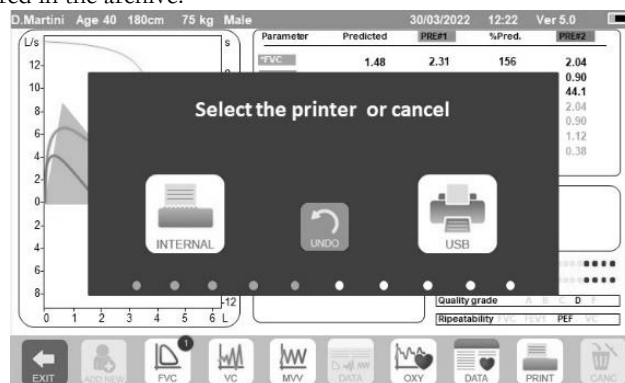 red in the archive.
D.Martini Age 40 180cm 75 kg Male 30/03/2022 12:22 Ver 5.0
L/s s Parameter Predicted PRE#1 %Pred. PRE#2
12 *FVC 1.48 2.31 156 2.04
0.90
10 44.1
Select the printer or cancel
8 2.04
0.90
6 1.12
4 0.38
2
0
INTERNAL UNDO USB
2
4
6
8 -12
Quality grade A B C D F
0 1 2 3 4 5 6 L Repeatability FVC FEV1 PEF VC
EXIT ADD NEW FVC 1 VC MVV DATA OXY DATA PRINT CANC